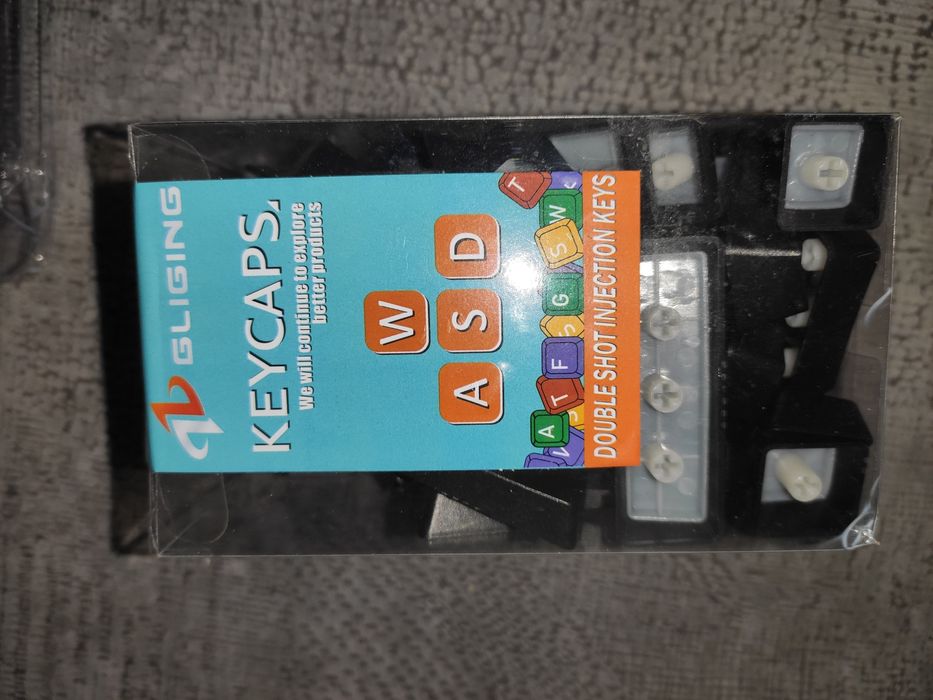 GLIGING
KEYCAPS
We will continue to explore
better products
W
A S D
T
W
S
G
S
F
T
A
S
DOUBLE SHOT INJECTION KEYS